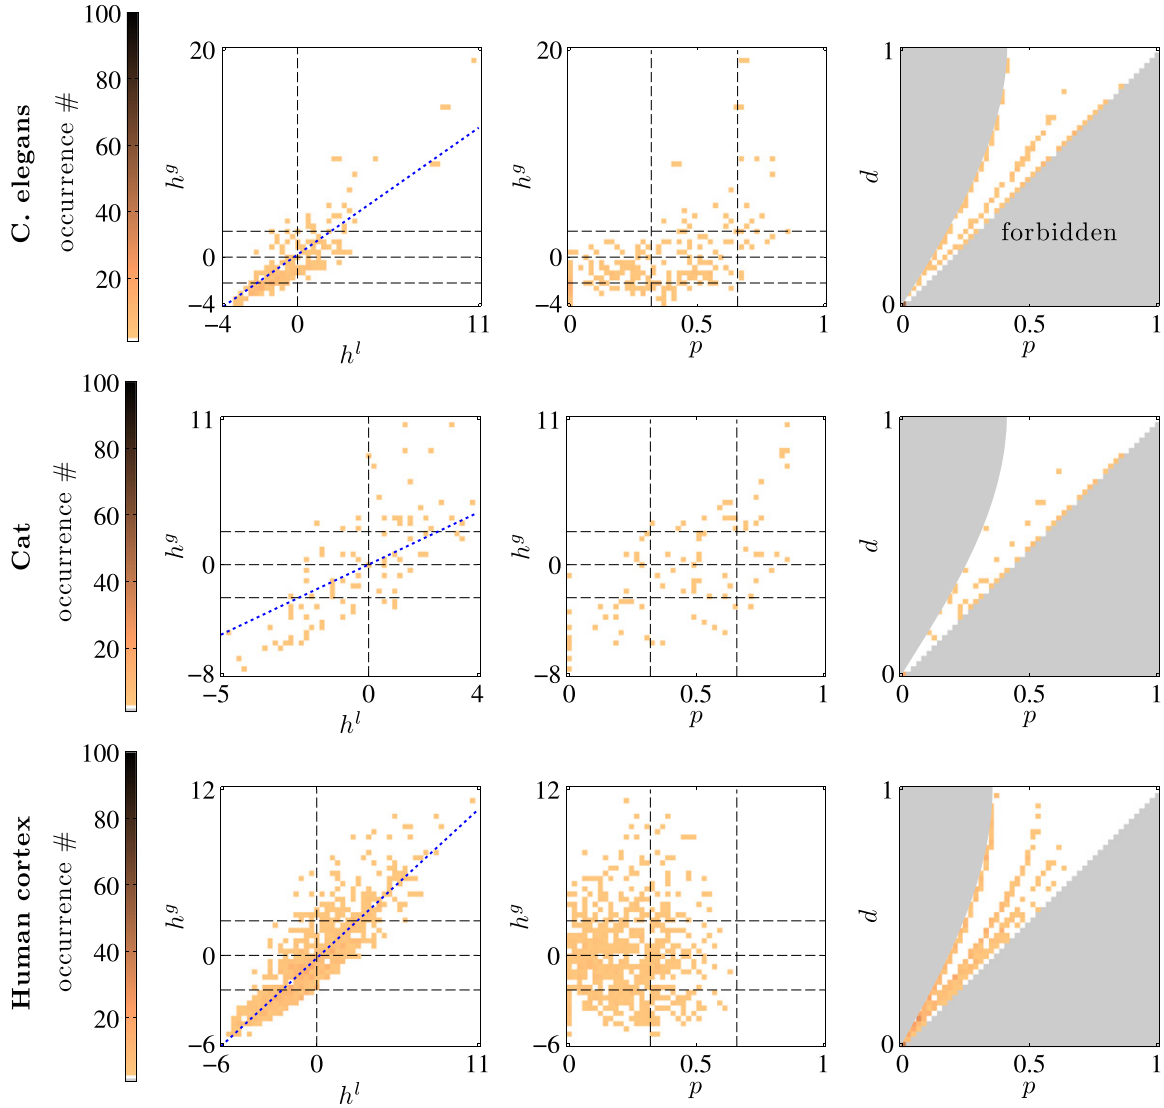 C. elegans
occurrence #
100
80
60
40
20
h^g
20
0
−4
−4 0 11
h^l
h^g
20
0
−4
0 0.5 1
p
d
1
0
forbidden
0 0.5 1
p
Cat
occurrence #
100
80
60
40
20
h^g
11
0
−8
−5 0 4
h^l
h^g
11
0
−8
0 0.5 1
p
d
1
0
0 0.5 1
p
Human cortex
occurrence #
100
80
60
40
20
h^g
12
0
−6
−6 0 11
h^l
h^g
12
0
−6
0 0.5 1
p
d
1
0
0 0.5 1
p